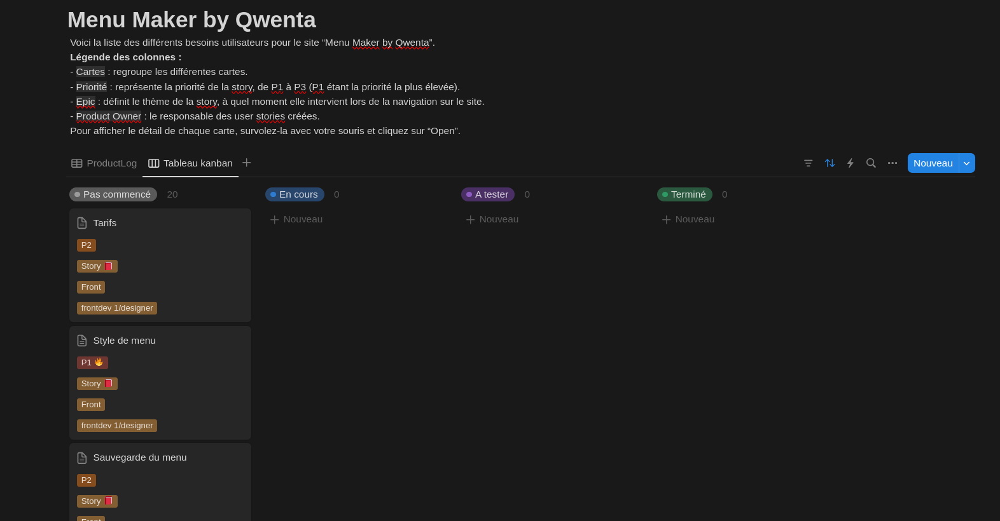 Menu Maker by Qwenta
Voici la liste des différents besoins utilisateurs pour le site “Menu Maker by Qwenta”.
Légende des colonnes :
- Cartes : regroupe les différentes cartes.
- Priorité : représente la priorité de la story, de P1 à P3 (P1 étant la priorité la plus élevée).
- Epic : définit le thème de la story, à quel moment elle intervient lors de la navigation sur le site.
- Product Owner : le responsable des user stories créées.
Pour afficher le détail de chaque carte, survolez-la avec votre souris et cliquez sur “Open”.
ProductLog Tableau kanban Nouveau
Pas commencé 20 En cours 0 A tester 0 Terminé 0
Nouveau Nouveau Nouveau
Tarifs
P2
Story
Front
frontdev 1/designer
Style de menu
P1
Story
Front
frontdev 1/designer
Sauvegarde du menu
P2
Story
Front